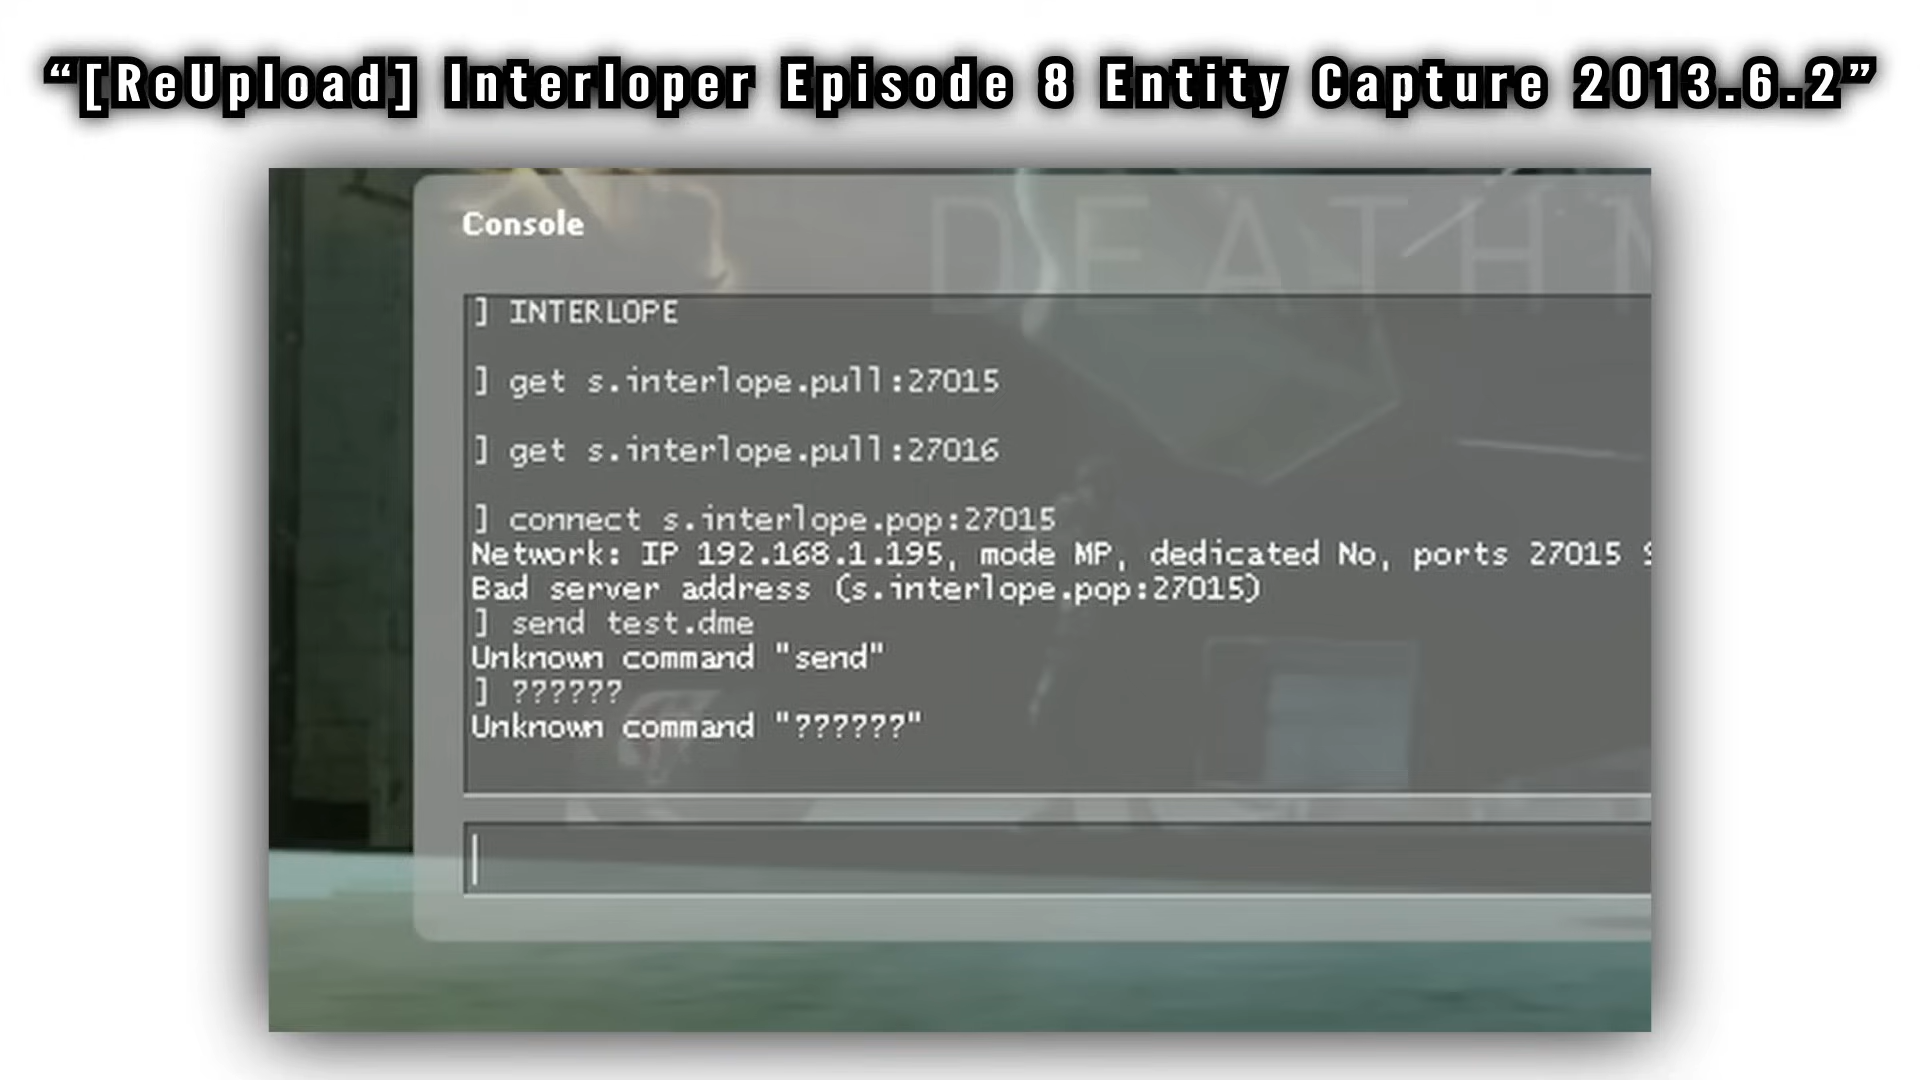 “[ReUpload] Interloper Episode 8 Entity Capture 2013.6.2”
DEATH
Console
] INTERLOPE
] get s.interlope.pull:27015
] get s.interlope.pull:27016
] connect s.interlope.pop:27015
Network: IP 192.168.1.195, mode MP, dedicated No, ports 27015
Bad server address (s.interlope.pop:27015)
] send test.dme
Unknown command "send"
] ??????
Unknown command "??????"